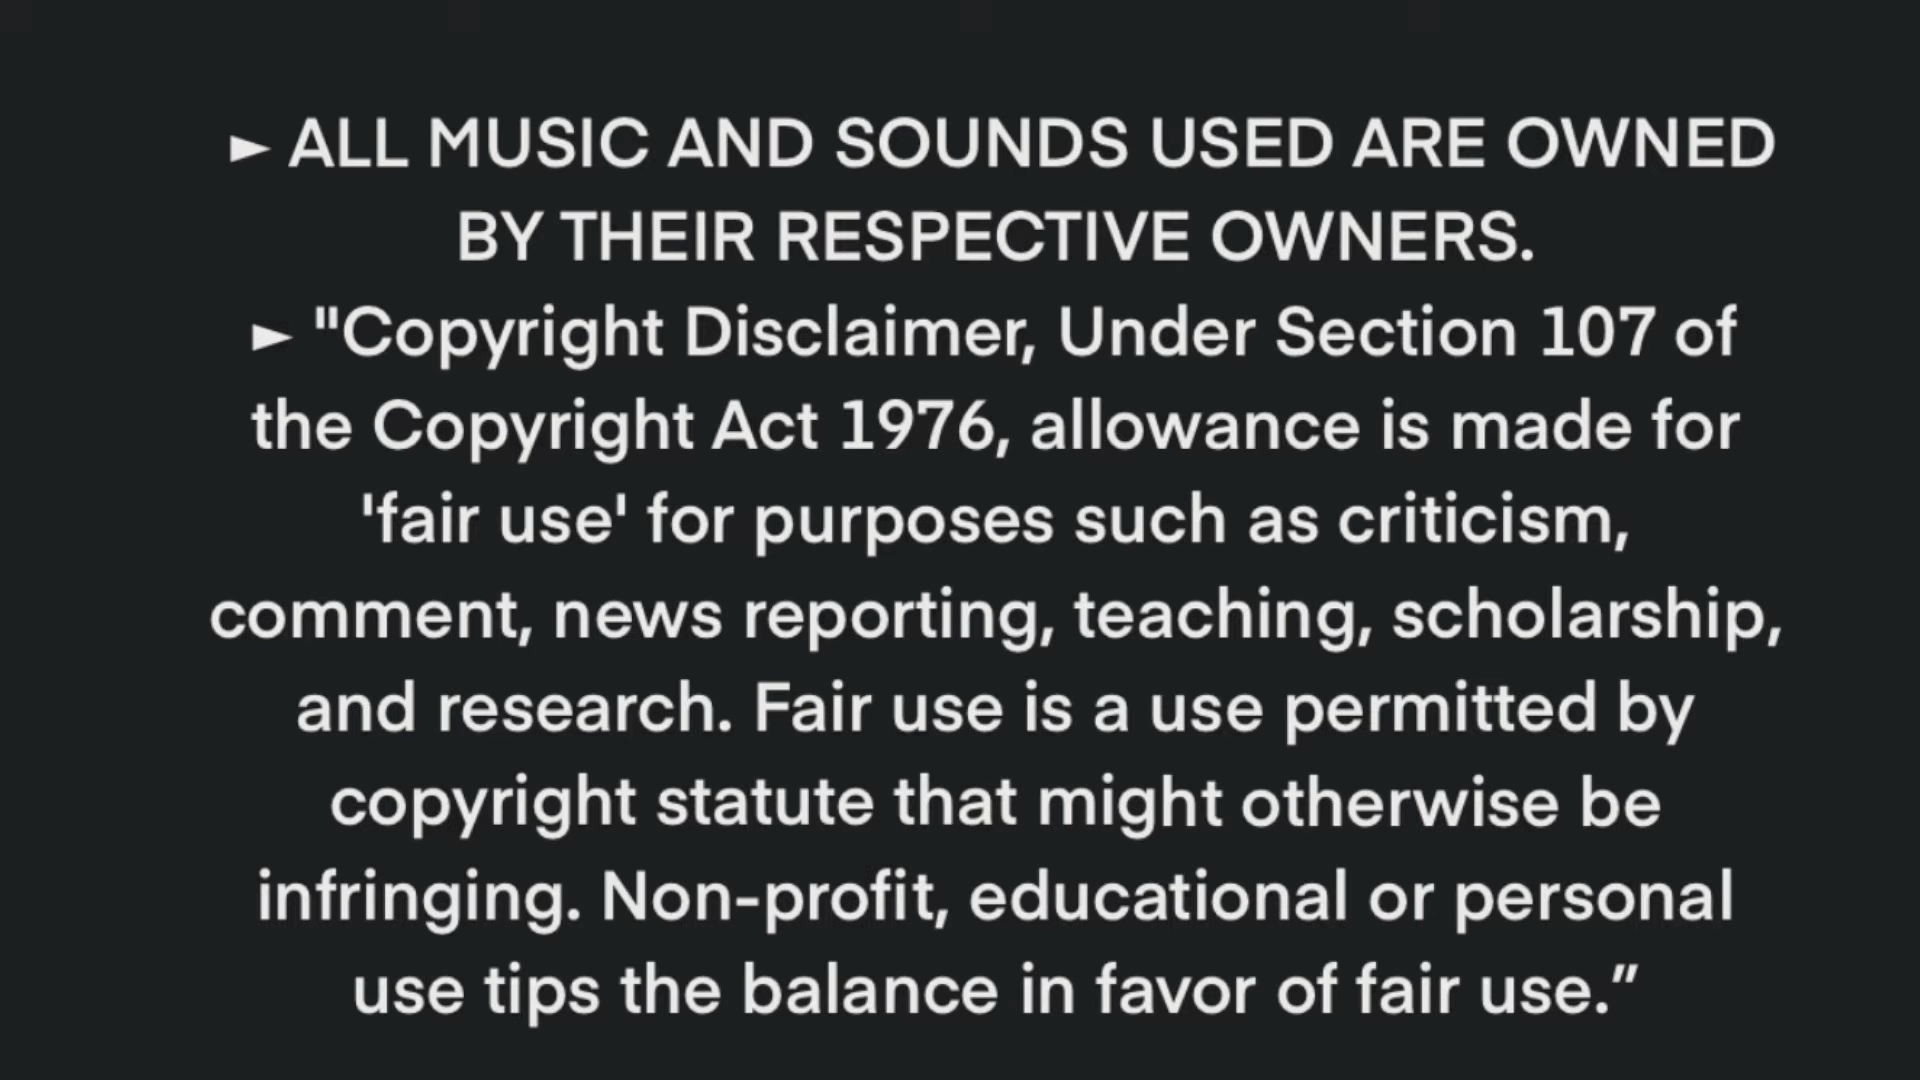 ► ALL MUSIC AND SOUNDS USED ARE OWNED
BY THEIR RESPECTIVE OWNERS.
► "Copyright Disclaimer, Under Section 107 of
the Copyright Act 1976, allowance is made for
'fair use' for purposes such as criticism,
comment, news reporting, teaching, scholarship,
and research. Fair use is a use permitted by
copyright statute that might otherwise be
infringing. Non-profit, educational or personal
use tips the balance in favor of fair use.”